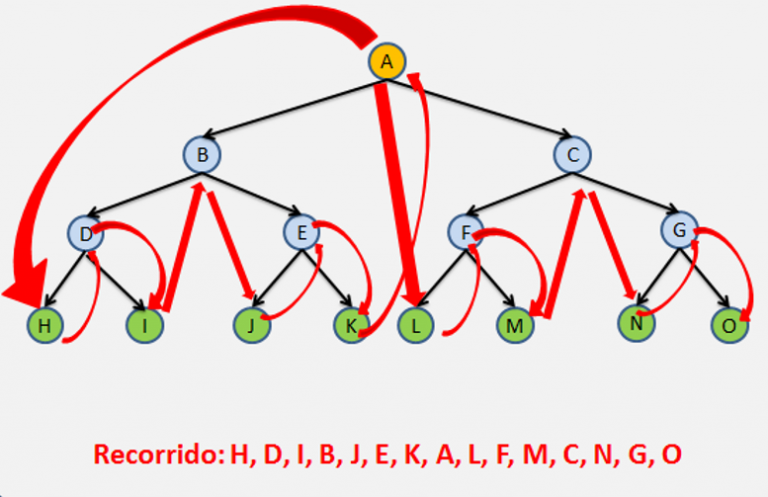 A
B C
D E F G
H I J K L M N O
Recorrido: H, D, I, B, J, E, K, A, L, F, M, C, N, G, O